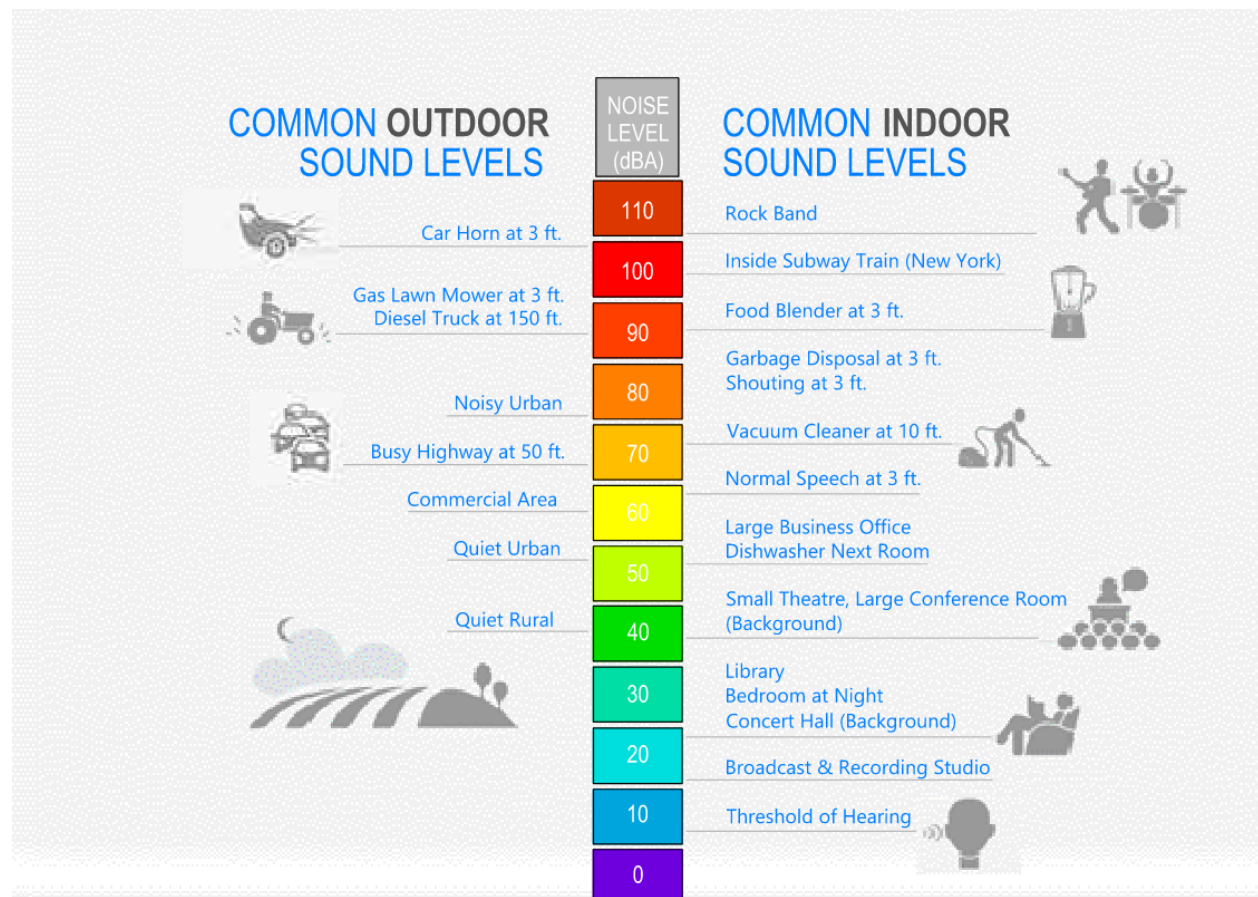 COMMON OUTDOOR
SOUND LEVELS
Car Horn at 3 ft.
Gas Lawn Mower at 3 ft.
Diesel Truck at 150 ft.
Noisy Urban
Busy Highway at 50 ft.
Commercial Area
Quiet Urban
Quiet Rural
NOISE
LEVEL
(dBA)
110
100
90
80
70
60
50
40
30
20
10
0
COMMON INDOOR
SOUND LEVELS
Rock Band
Inside Subway Train (New York)
Food Blender at 3 ft.
Garbage Disposal at 3 ft.
Shouting at 3 ft.
Vacuum Cleaner at 10 ft.
Normal Speech at 3 ft.
Large Business Office
Dishwasher Next Room
Small Theatre, Large Conference Room
(Background)
Library
Bedroom at Night
Concert Hall (Background)
Broadcast & Recording Studio
Threshold of Hearing